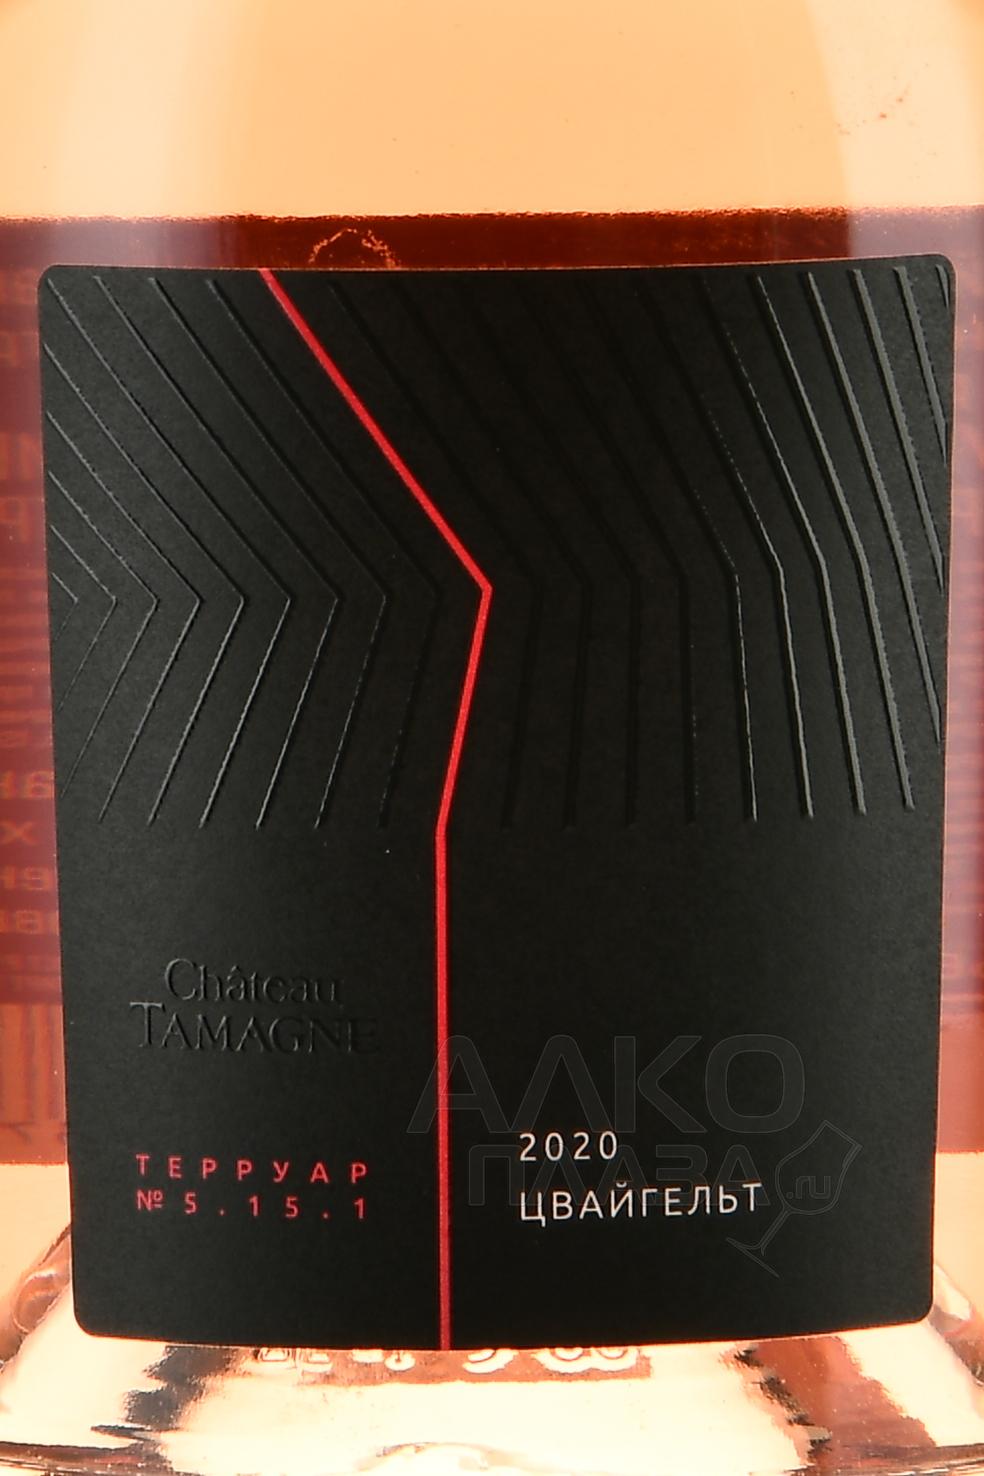 Château
TAMAGNE
ТЕРРУАР
№ 5.15.1
2020
ЦВАЙГЕЛЬТ
АЛКО
ПЛАЗА.ru